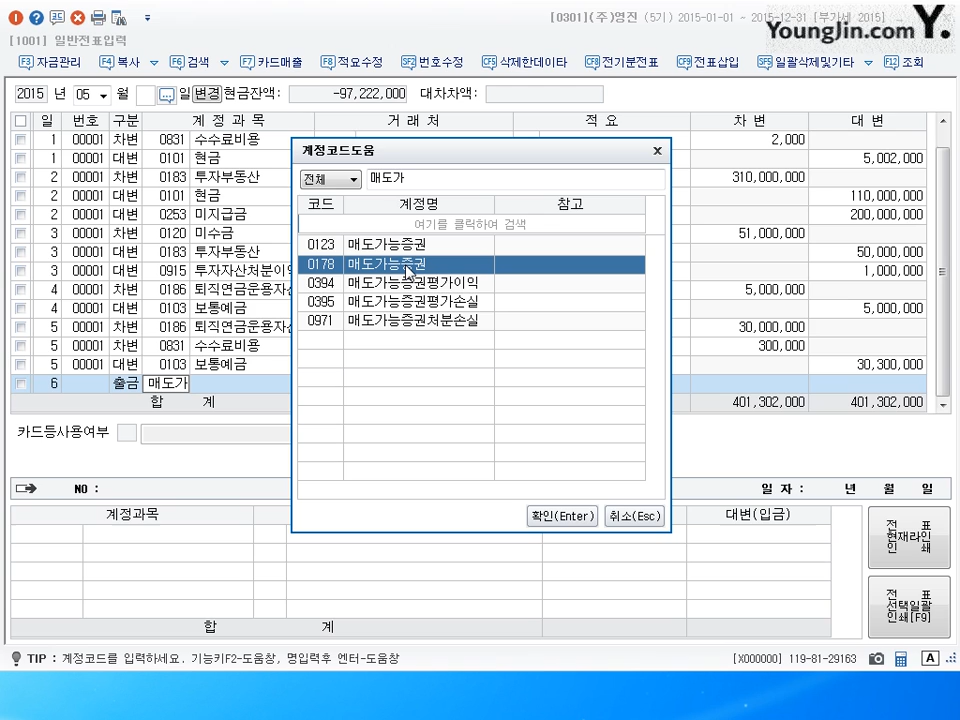 [0301](주)영진 (5기) 2015-01-01 - 2015-12-31 [부가세 2015]
YoungJin.com Y.
[1001] 일반전표입력
F3 자금관리 F4 복사 F6 검색 F7 카드매출 F8 적요수정 SF2 번호수정 CF5 삭제한데이타 CF8 전기분전표 CF9 전표삽입 SF5 일괄삭제및기타 F12 조회
2015 년 05 월 일 변경 현금잔액: -97,222,000 대차차액:
일 번호 구분 계 정 과 목 거 래 처 적 요 차 변 대 변
1 00001 차변 0831 수수료비용 2,000
1 00001 대변 0101 현금 5,002,000
2 00001 차변 0183 투자부동산 310,000,000
2 00001 대변 0101 현금 110,000,000
2 00001 대변 0253 미지급금 200,000,000
3 00001 차변 0120 미수금 51,000,000
3 00001 대변 0183 투자부동산 50,000,000
3 00001 대변 0915 투자자산처분이익 1,000,000
4 00001 차변 0186 퇴직연금운용자산 5,000,000
4 00001 대변 0103 보통예금 5,000,000
5 00001 차변 0186 퇴직연금운용자산 30,000,000
5 00001 차변 0831 수수료비용 300,000
5 00001 대변 0103 보통예금 30,300,000
6 출금 매도가
합 계 401,302,000 401,302,000
계정코드도움 x
전체 매도가
코드 계정명 참고
여기를 클릭하여 검색
0123 매도가능증권
0178 매도가능증권
0394 매도가능증권평가이익
0395 매도가능증권평가손실
0971 매도가능증권처분손실
확인(Enter) 취소(Esc)
카드등사용여부
NO : 일 자 : 년 월 일
계정과목 대변(입금)
합 계
전 표
현재라인
인 쇄
전 표
선택일괄
인쇄[F9]
TIP : 계정코드를 입력하세요. 기능키F2-도움창, 명입력후 엔터-도움창
[X000000] 119-81-29163 A